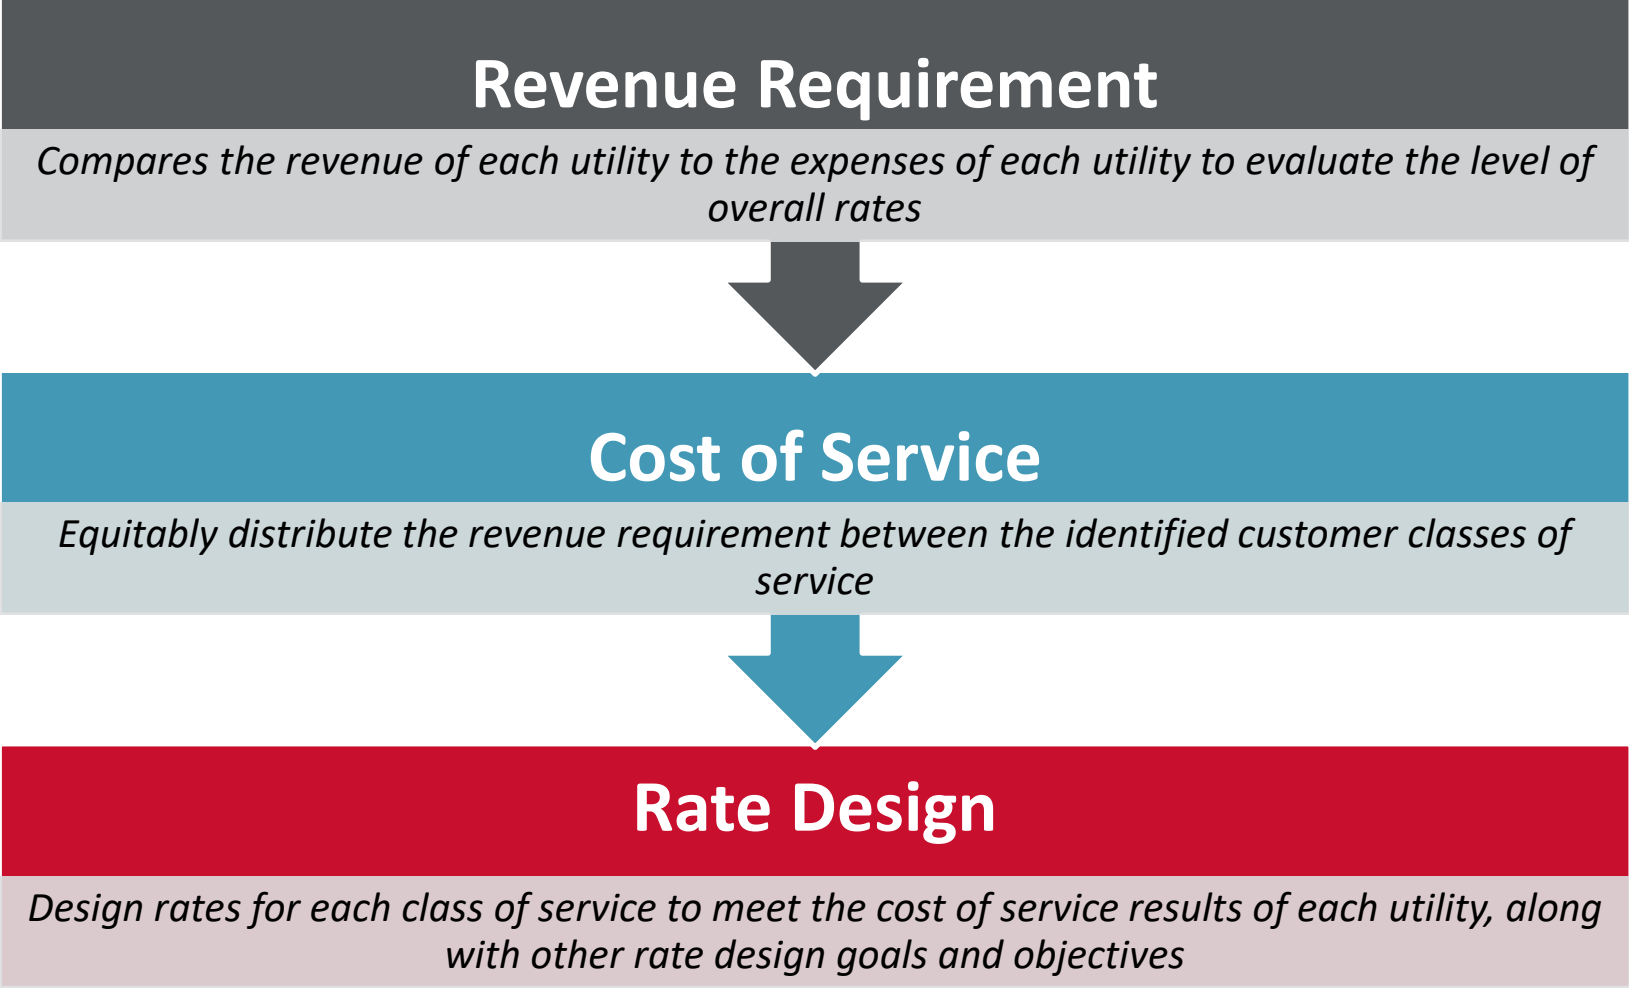 Revenue Requirement
Compares the revenue of each utility to the expenses of each utility to evaluate the level of
overall rates
Cost of Service
Equitably distribute the revenue requirement between the identified customer classes of
service
Rate Design
Design rates for each class of service to meet the cost of service results of each utility, along
with other rate design goals and objectives